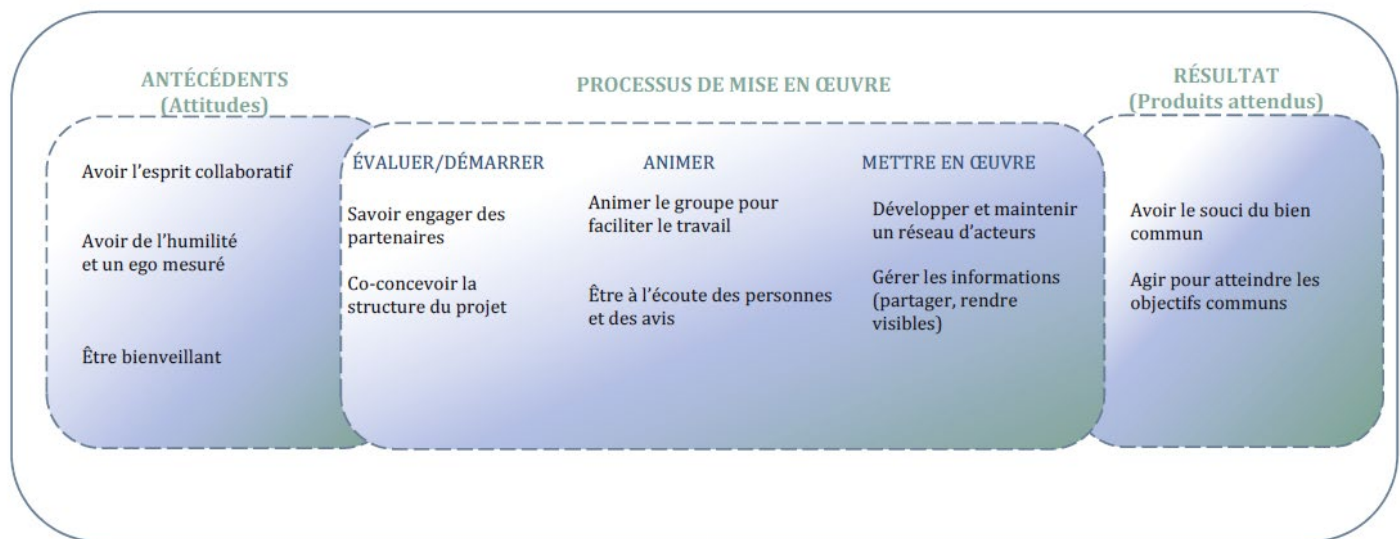 ANTÉCÉDENTS
(Attitudes)
Avoir l’esprit collaboratif
Avoir de l’humilité
et un ego mesuré
Être bienveillant
PROCESSUS DE MISE EN ŒUVRE
ÉVALUER/DÉMARRER
Savoir engager des
partenaires
Co-concevoir la
structure du projet
ANIMER
Animer le groupe pour
faciliter le travail
Être à l’écoute des personnes
et des avis
METTRE EN ŒUVRE
Développer et maintenir
un réseau d’acteurs
Gérer les informations
(partager, rendre
visibles)
RÉSULTAT
(Produits attendus)
Avoir le souci du bien
commun
Agir pour atteindre les
objectifs communs